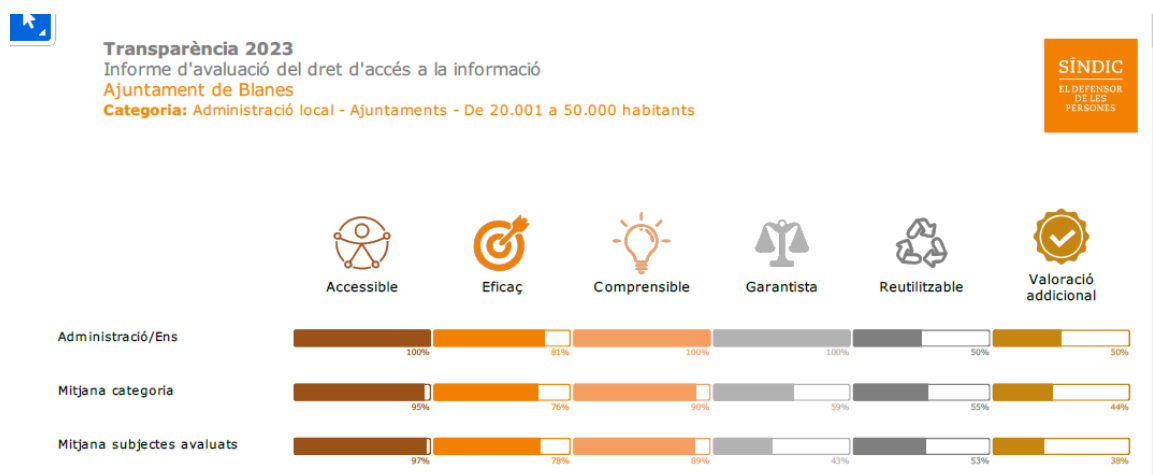 Transparència 2023
Informe d'avaluació del dret d'accés a la informació
Ajuntament de Blanes
Categoria: Administració local - Ajuntaments - De 20.001 a 50.000 habitants
SÍNDIC
EL DEFENSOR
DE LES
PERSONES
Accessible
Eficaç
Comprensible
Garantista
Reutilitzable
Valoració
addicional
Administració/Ens
100%
81%
100%
100%
50%
50%
Mitjana categoria
95%
76%
90%
59%
55%
44%
Mitjana subjectes avaluats
97%
78%
89%
43%
53%
38%